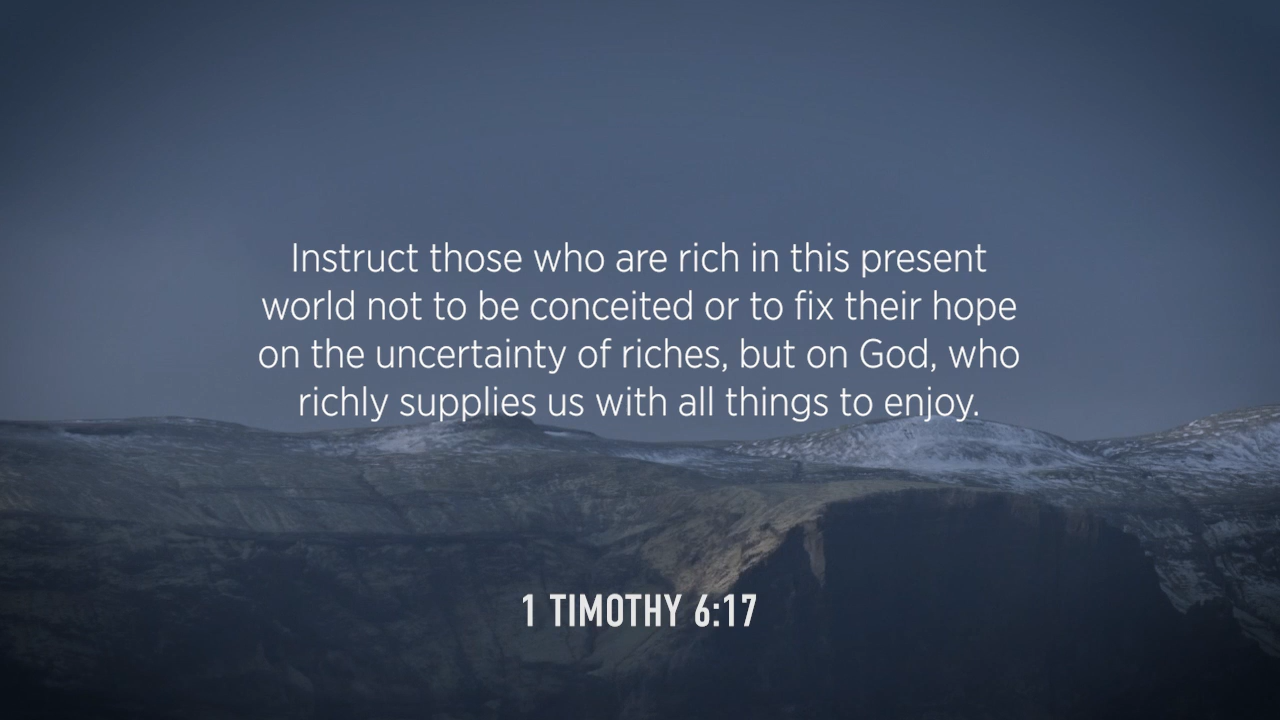 Instruct those who are rich in this present
world not to be conceited or to fix their hope
on the uncertainty of riches, but on God, who
richly supplies us with all things to enjoy.
1 TIMOTHY 6:17